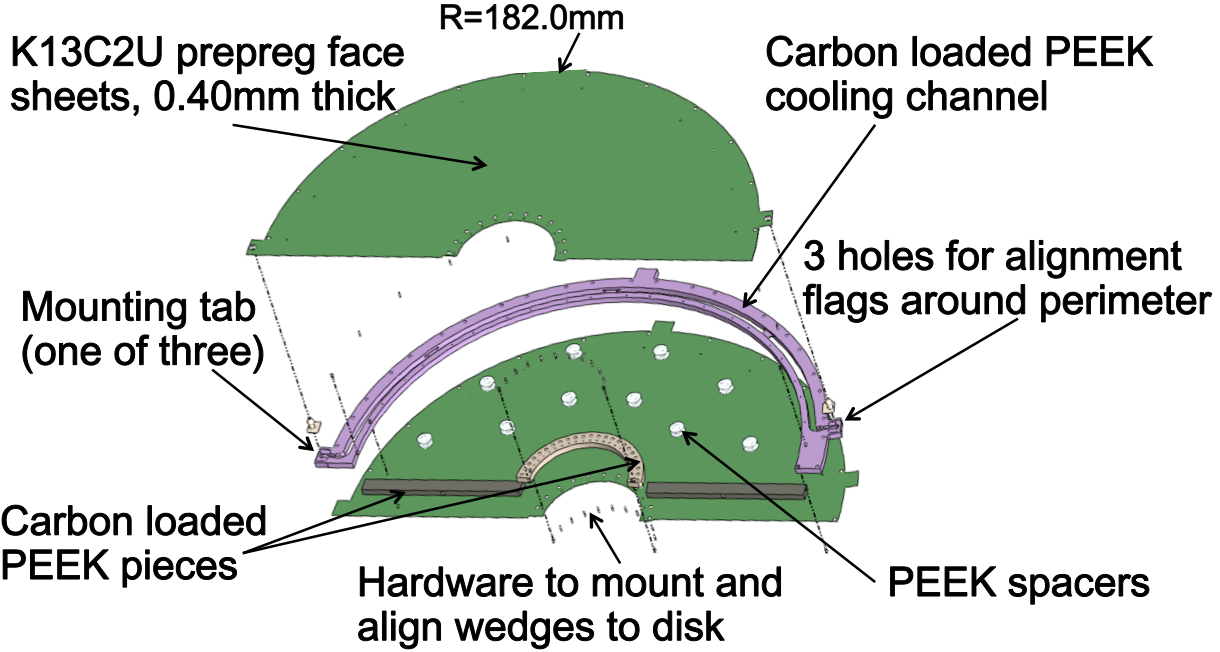 R=182.0mm
K13C2U prepreg face
sheets, 0.40mm thick
Carbon loaded PEEK
cooling channel
3 holes for alignment
flags around perimeter
Mounting tab
(one of three)
Carbon loaded
PEEK pieces
Hardware to mount and
align wedges to disk
PEEK spacers